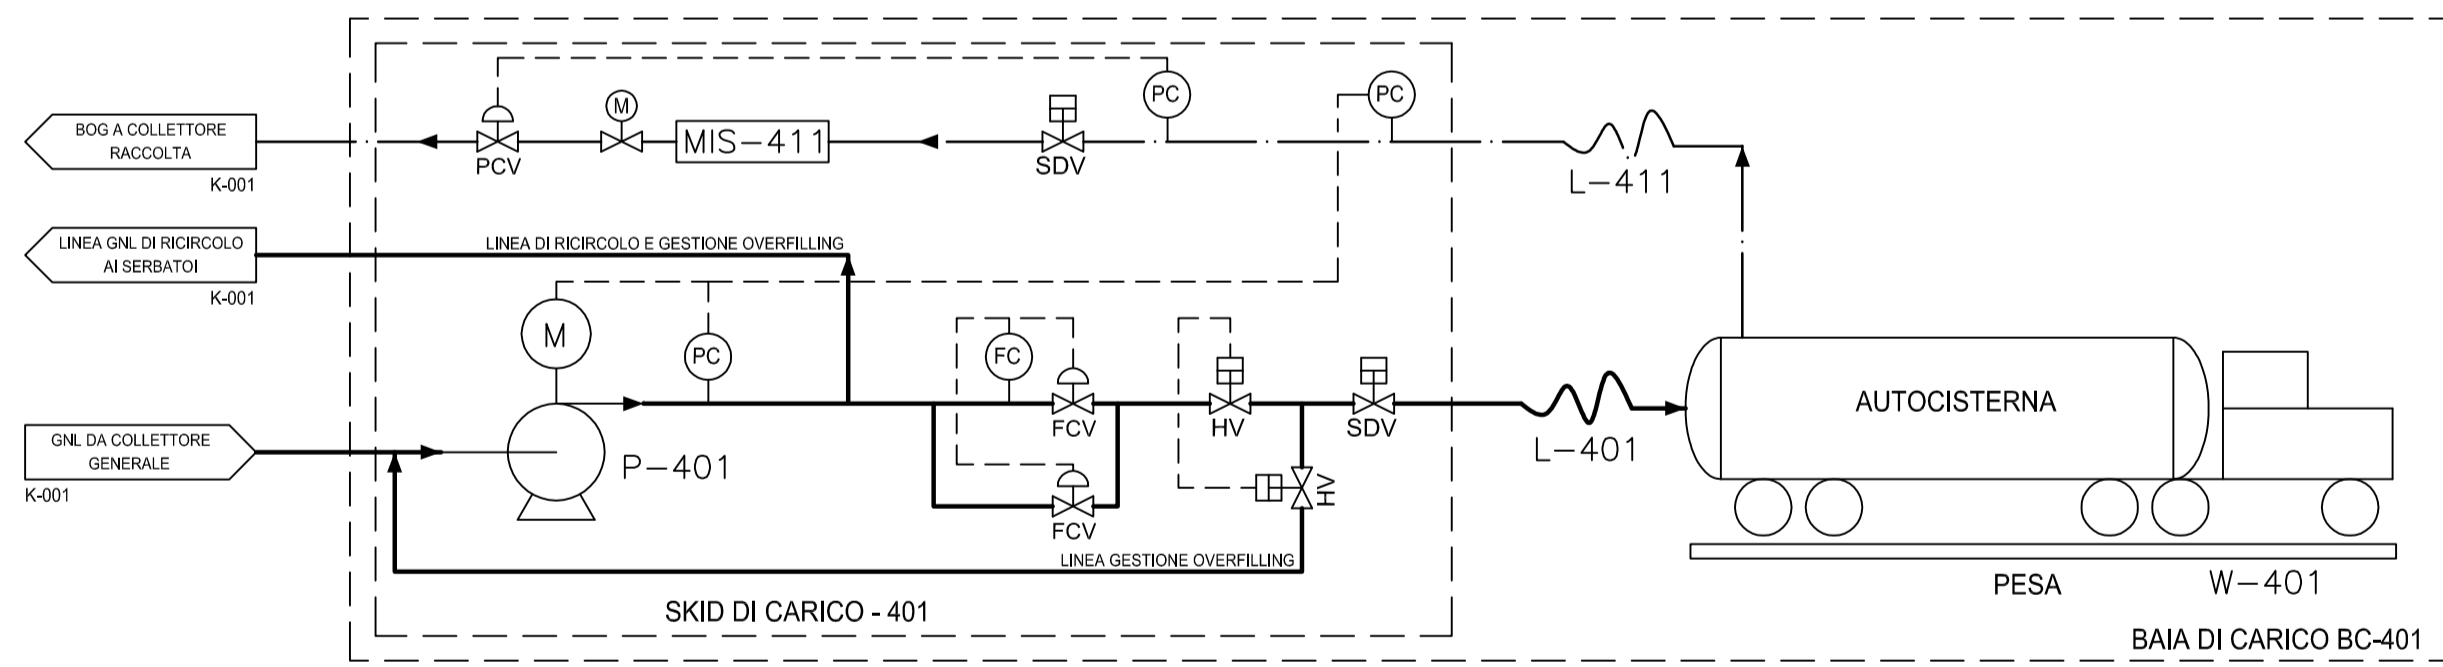 PC
PC
M
BOG A COLLETTORE
RACCOLTA
MIS-411
PCV
SDV
K-001
L-411
LINEA GNL DI RICIRCOLO
AI SERBATOI
LINEA DI RICIRCOLO E GESTIONE OVERFILLING
K-001
M
PC
FC
AUTOCISTERNA
FCV
HV
SDV
GNL DA COLLETTORE
GENERALE
L-401
P-401
K-001
HV
FCV
LINEA GESTIONE OVERFILLING
PESA
W-401
SKID DI CARICO - 401
BAIA DI CARICO BC-401